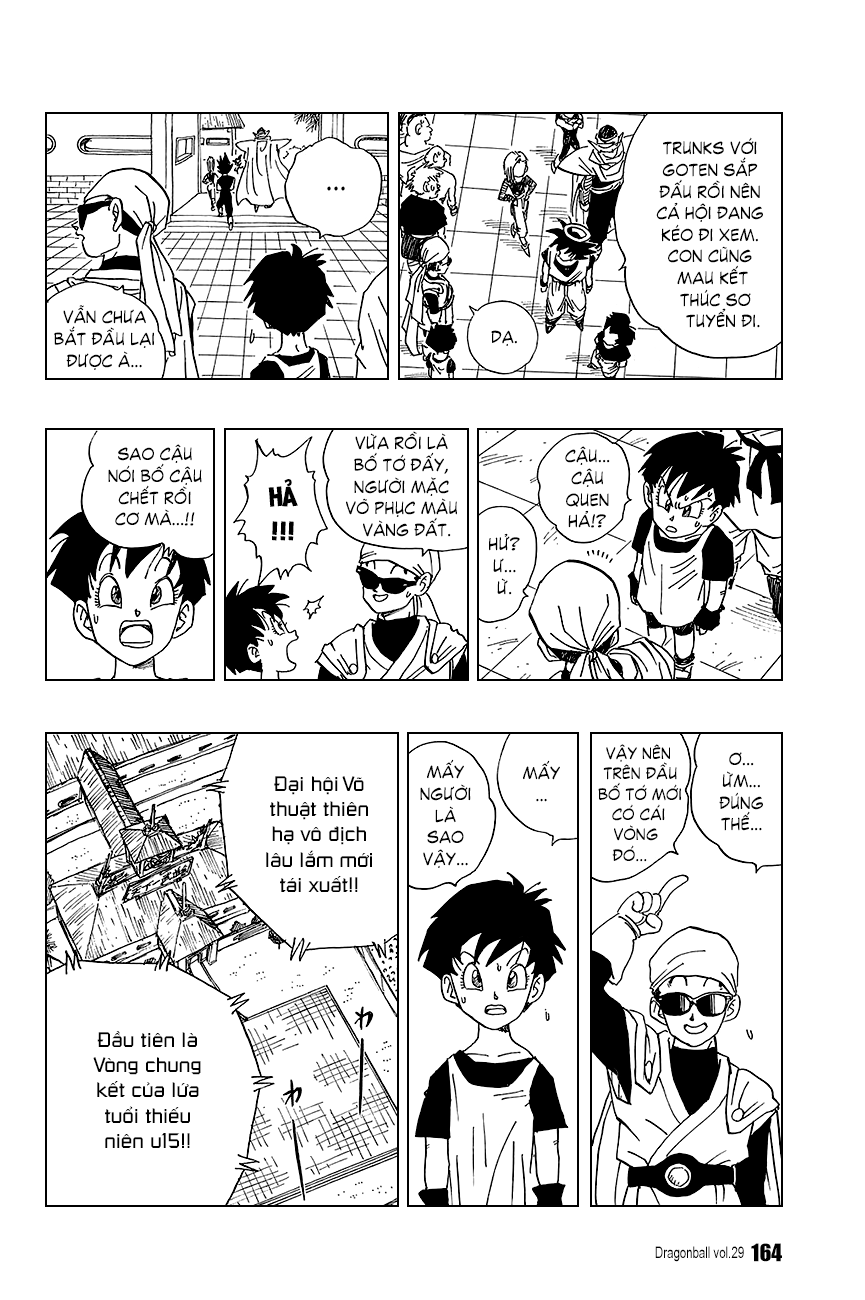 TRUNKS VỚI
GOTEN SẮP
ĐẤU RỒI NÊN
CẢ HỘI ĐANG
KÉO ĐI XEM.
CON CŨNG
MAU KẾT
THÚC SƠ
TUYỂN ĐI.
DẠ.
...
VẪN CHƯA
BẮT ĐẦU LẠI
ĐƯỢC À...
CẬU...
CẬU
QUEN
HẢ!?
HỬ?
Ư...
Ừ.
VỪA RỒI LÀ
BỐ TỚ ĐẤY,
NGƯỜI MẶC
VÕ PHỤC MÀU
VÀNG ĐẤT.
HẢ
!!!
SAO CẬU
NÓI BỐ CẬU
CHẾT RỒI
CƠ MÀ...!!
Ơ...
ỪM...
ĐÚNG
THẾ...
VẬY NÊN
TRÊN ĐẦU
BỐ TỚ MỚI
CÓ CÁI
VÒNG
ĐÓ...
MẤY
...
MẤY
NGƯỜI
LÀ
SAO
VẬY...
Đại hội Võ
thuật thiên
hạ vô địch
lâu lắm mới
tái xuất!!
わー
わー
Đầu tiên là
Vòng chung
kết của lứa
tuổi thiếu
niên u15!!
Dragonball vol.29 164